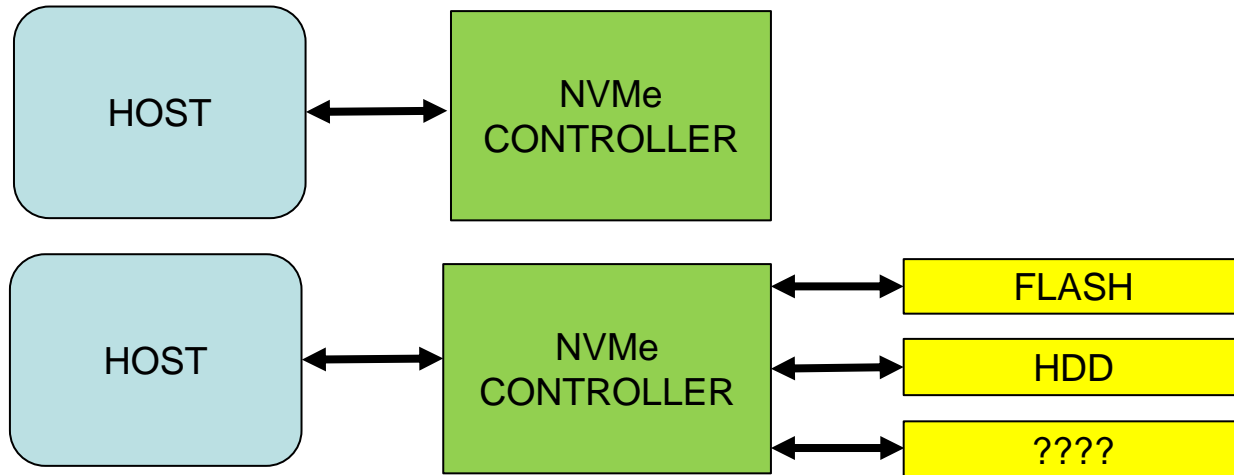 HOST
NVMe
CONTROLLER
HOST
NVMe
CONTROLLER
FLASH
HDD
????